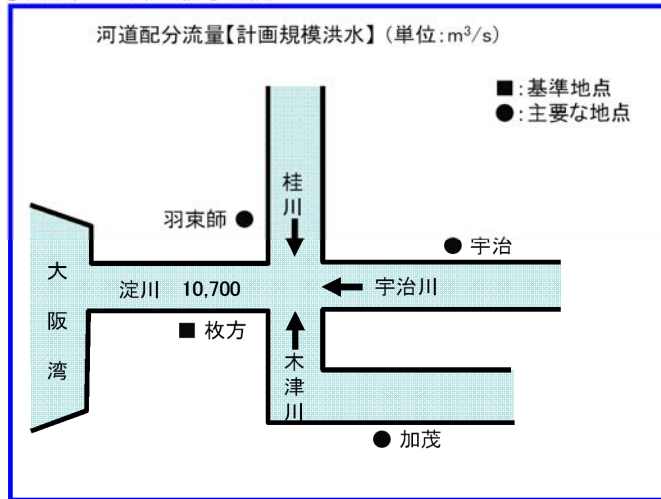 河道配分流量【計画規模洪水】（単位:m³/s）
■:基準地点
●:主要な地点
桂川
羽束師 ●
● 宇治
大阪湾
淀川 10,700
宇治川
■ 枚方
木津川
● 加茂